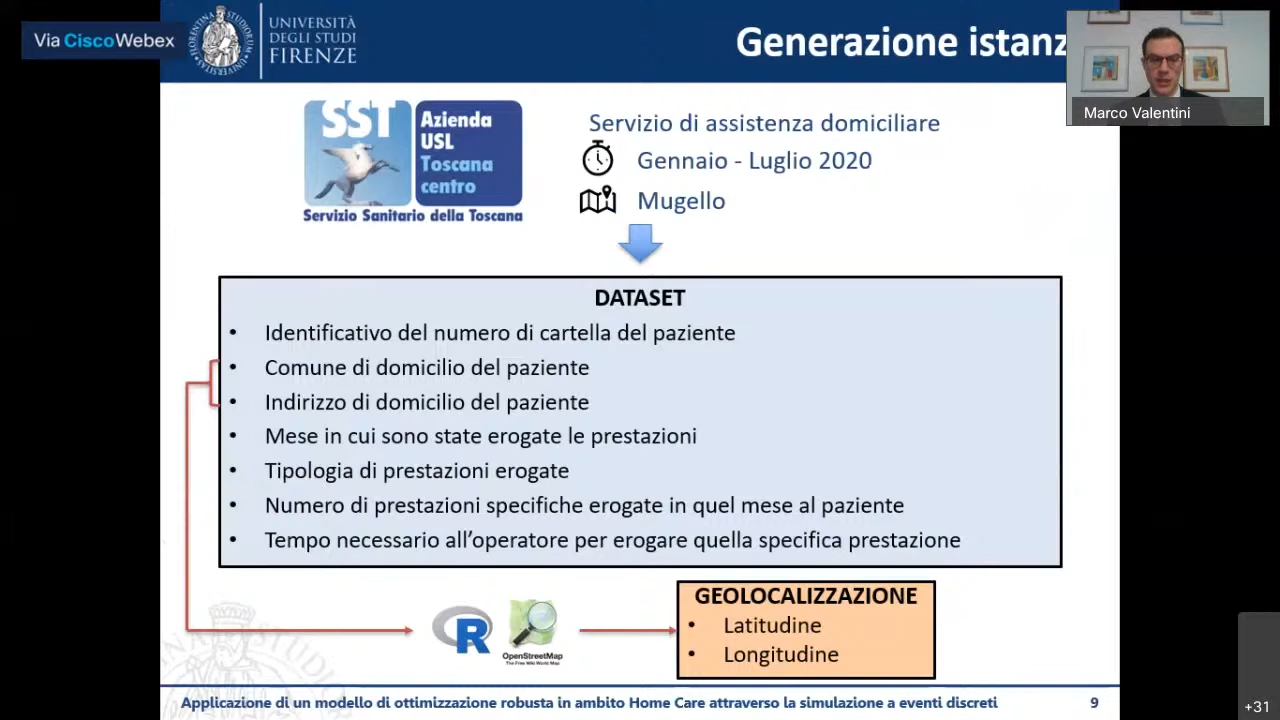 Via CiscoWebex
UNIVERSITÀ
DEGLI STUDI
FIRENZE
Generazione istanz
Marco Valentini
SST
Azienda
USL
Toscana
centro
Servizio Sanitario della Toscana
Servizio di assistenza domiciliare
Gennaio - Luglio 2020
Mugello
DATASET
• Identificativo del numero di cartella del paziente
• Comune di domicilio del paziente
• Indirizzo di domicilio del paziente
• Mese in cui sono state erogate le prestazioni
• Tipologia di prestazioni erogate
• Numero di prestazioni specifiche erogate in quel mese al paziente
• Tempo necessario all'operatore per erogare quella specifica prestazione
R
OpenStreetMap
The Free Wiki World Map
GEOLOCALIZZAZIONE
• Latitudine
• Longitudine
Applicazione di un modello di ottimizzazione robusta in ambito Home Care attraverso la simulazione a eventi discreti
9
+31